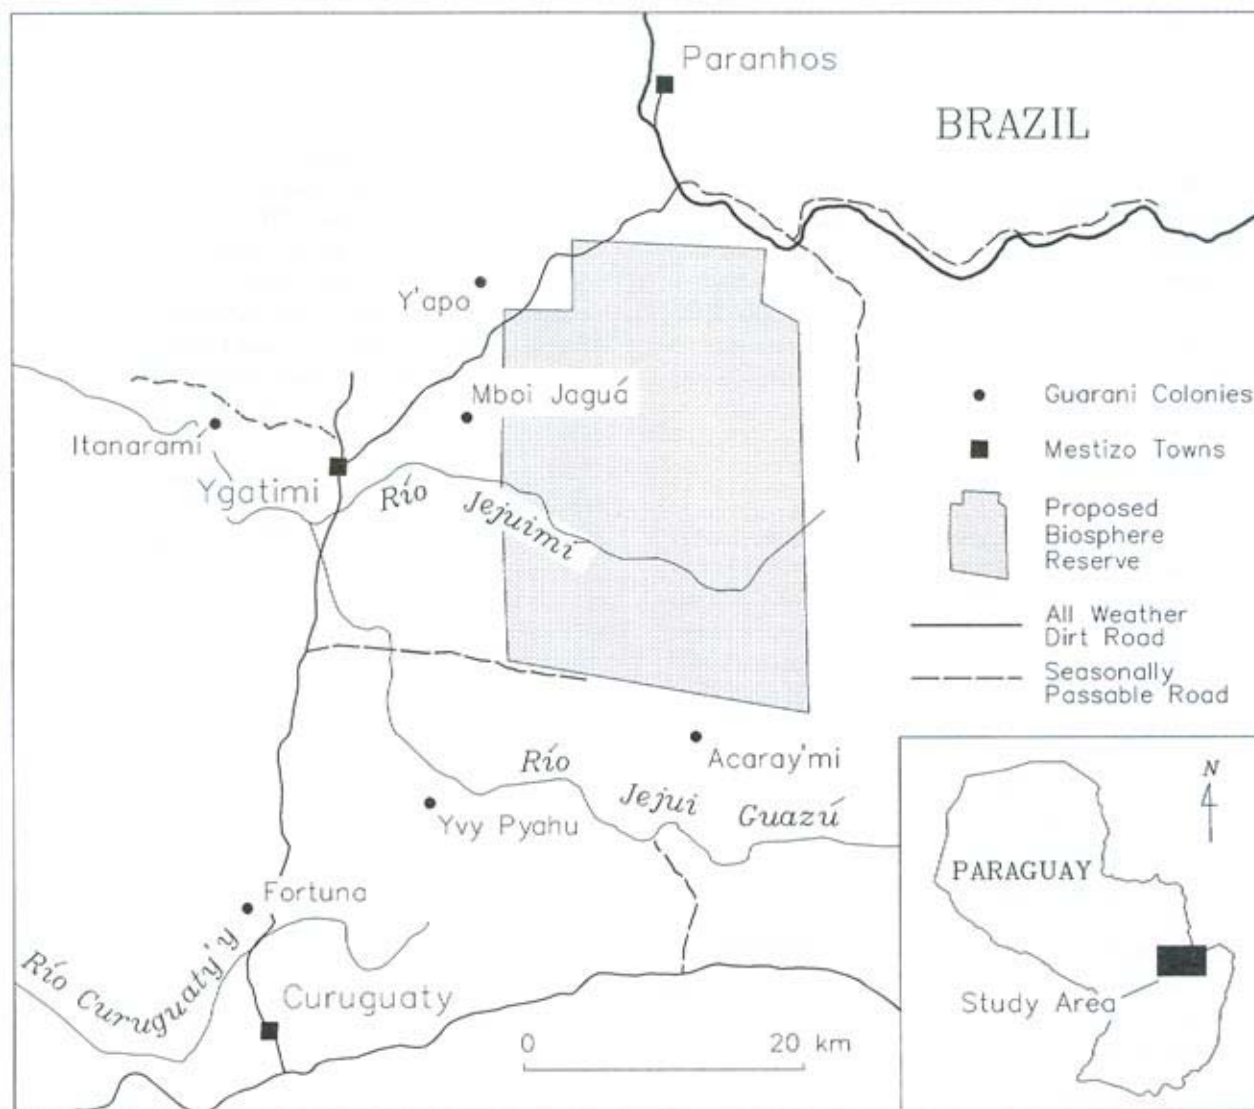 Paranhos
BRAZIL
Y'apo
Mboi Jaguá
Itanaramí
Ygatimi
Río
Jejuimí
Guarani Colonies
Mestizo Towns
Proposed
Biosphere
Reserve
All Weather
Dirt Road
Seasonally
Passable Road
Acaray'mi
Río
Jejui
Guazú
Yvy Pyahu
Fortuna
Río Curuguaty'y
Curuguaty
0 20 km
N
PARAGUAY
Study Area